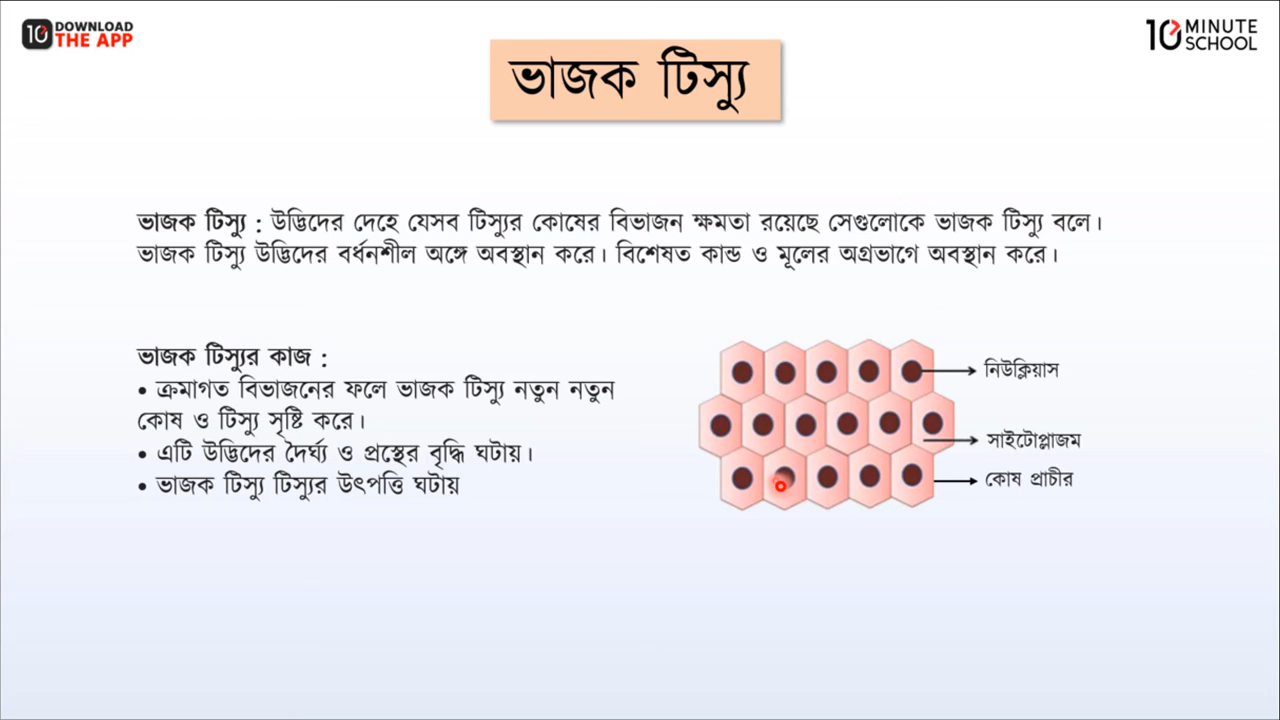 10 DOWNLOAD
THE APP
10 MINUTE
SCHOOL
ভাজক টিস্যু
ভাজক টিস্যু : উদ্ভিদের দেহে যেসব টিস্যুর কোষের বিভাজন ক্ষমতা রয়েছে সেগুলোকে ভাজক টিস্যু বলে।
ভাজক টিস্যু উদ্ভিদের বর্ধনশীল অঙ্গে অবস্থান করে। বিশেষত কান্ড ও মূলের অগ্রভাগে অবস্থান করে।
ভাজক টিস্যুর কাজ :
• ক্রমাগত বিভাজনের ফলে ভাজক টিস্যু নতুন নতুন
কোষ ও টিস্যু সৃষ্টি করে।
• এটি উদ্ভিদের দৈর্ঘ্য ও প্রস্থের বৃদ্ধি ঘটায়।
• ভাজক টিস্যু টিস্যুর উৎপত্তি ঘটায়
নিউক্লিয়াস
সাইটোপ্লাজম
কোষ প্রাচীর